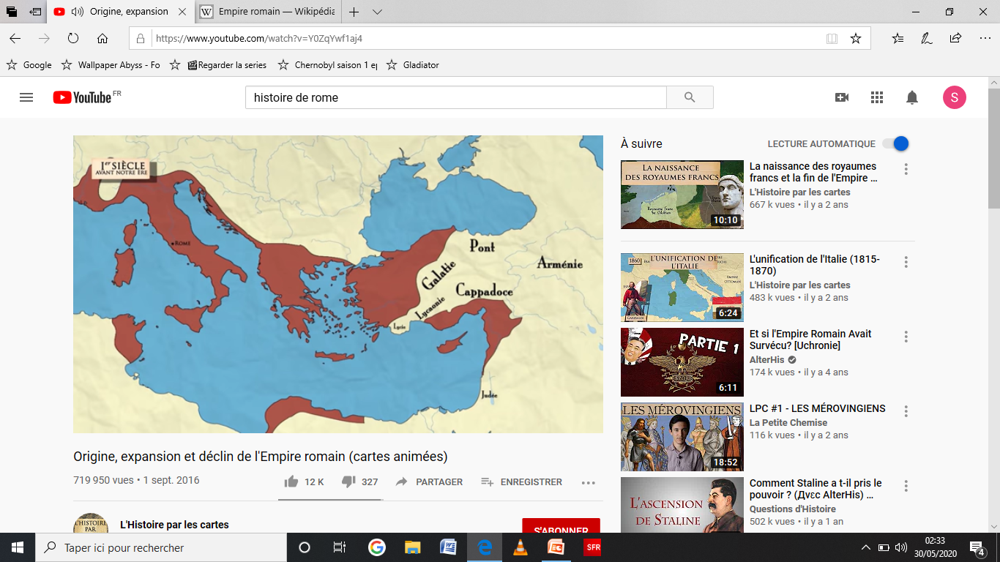 Origine, expansion
Empire romain — Wikipédia
https://www.youtube.com/watch?v=Y0ZqYwf1aj4
Google
Wallpaper Abyss - Fo
Regarder la series
Chernobyl saison 1 ep
Gladiator
YouTube FR
histoire de rome
S
Ier SIÈCLE
AVANT NOTRE ÈRE
ROME
Pont
Arménie
Galatie
Cappadoce
Lycaonie
Lycie
Judée
Origine, expansion et déclin de l'Empire romain (cartes animées)
719 950 vues • 1 sept. 2016
12 K
327
PARTAGER
ENREGISTRER
L'HISTOIRE
PAR
L'Histoire par les cartes
S'ABONNER
À suivre
LECTURE AUTOMATIQUE
LA NAISSANCE
DES ROYAUMES FRANCS
10:10
La naissance des royaumes
francs et la fin de l'Empire ...
L'Histoire par les cartes
667 k vues • il y a 2 ans
1860
L'UNIFICATION DE
L'ITALIE
EMPIRE
OTTOMAN
GARIBALDI
6:24
L'unification de l'Italie (1815-
1870)
L'Histoire par les cartes
483 k vues • il y a 2 ans
PARTIE 1
SPQR
6:11
Et si l'Empire Romain Avait
Survécu? [Uchronie]
AlterHis
174 k vues • il y a 4 ans
LES MÉROVINGIENS
18:52
LPC #1 - LES MÉROVINGIENS
La Petite Chemise
116 k vues • il y a 2 ans
L'ASCENSION
DE STALINE
Comment Staline a t-il pris le
pouvoir ? (Дvεc AlterHis) ...
Questions d'Histoire
502 k vues • il y a 1 an
Taper ici pour rechercher
SFR
02:33
30/05/2020
4